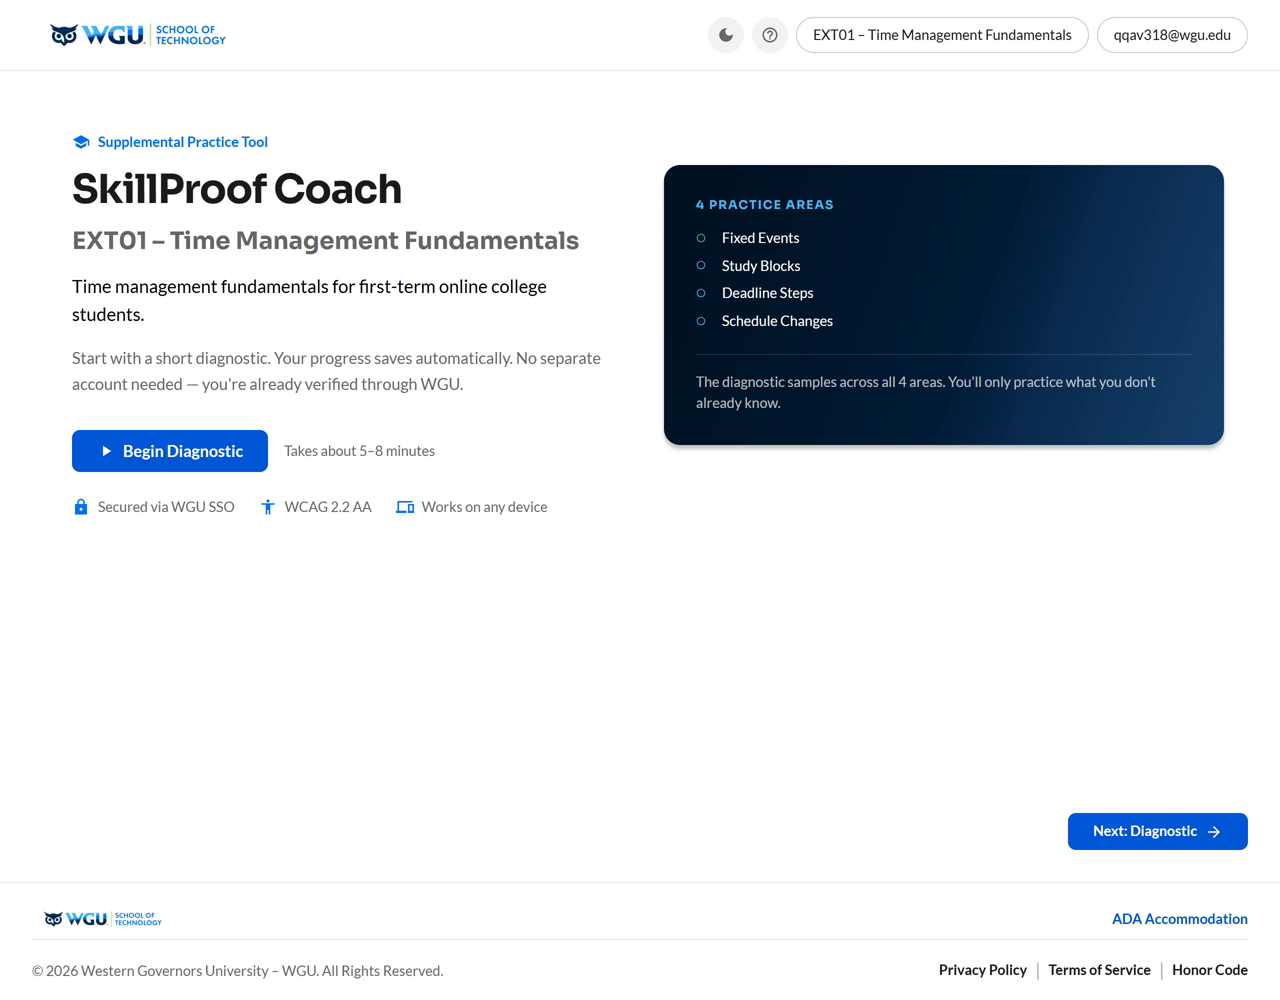 WGU SCHOOL OF TECHNOLOGY
EXT01 – Time Management Fundamentals
qqav318@wgu.edu
Supplemental Practice Tool
SkillProof Coach
EXT01 – Time Management Fundamentals
Time management fundamentals for first-term online college
students.
Start with a short diagnostic. Your progress saves automatically. No separate
account needed — you're already verified through WGU.
Begin Diagnostic
Takes about 5–8 minutes
Secured via WGU SSO
WCAG 2.2 AA
Works on any device
4 PRACTICE AREAS
Fixed Events
Study Blocks
Deadline Steps
Schedule Changes
The diagnostic samples across all 4 areas. You'll only practice what you don't
already know.
Next: Diagnostic
WGU SCHOOL OF TECHNOLOGY
ADA Accommodation
© 2026 Western Governors University – WGU. All Rights Reserved.
Privacy Policy
Terms of Service
Honor Code